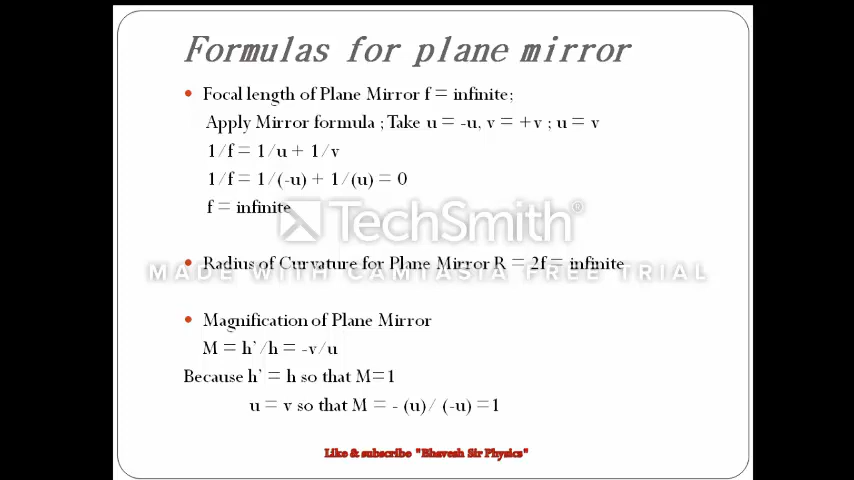 Formulas for plane mirror
• Focal length of Plane Mirror f = infinite;
Apply Mirror formula ; Take u = -u, v = +v ; u = v
1/f = 1/u + 1/v
1/f = 1/(-u) + 1/(u) = 0
f = infinite
TechSmith®
• Radius of Curvature for Plane Mirror R = 2f = infinite
MADE WITH CAMTASIA FREE TRIAL
• Magnification of Plane Mirror
M = h'/h = -v/u
Because h' = h so that M=1
u = v so that M = - (u)/ (-u) =1
Like & subscribe "Bhavesh Sir Physics"